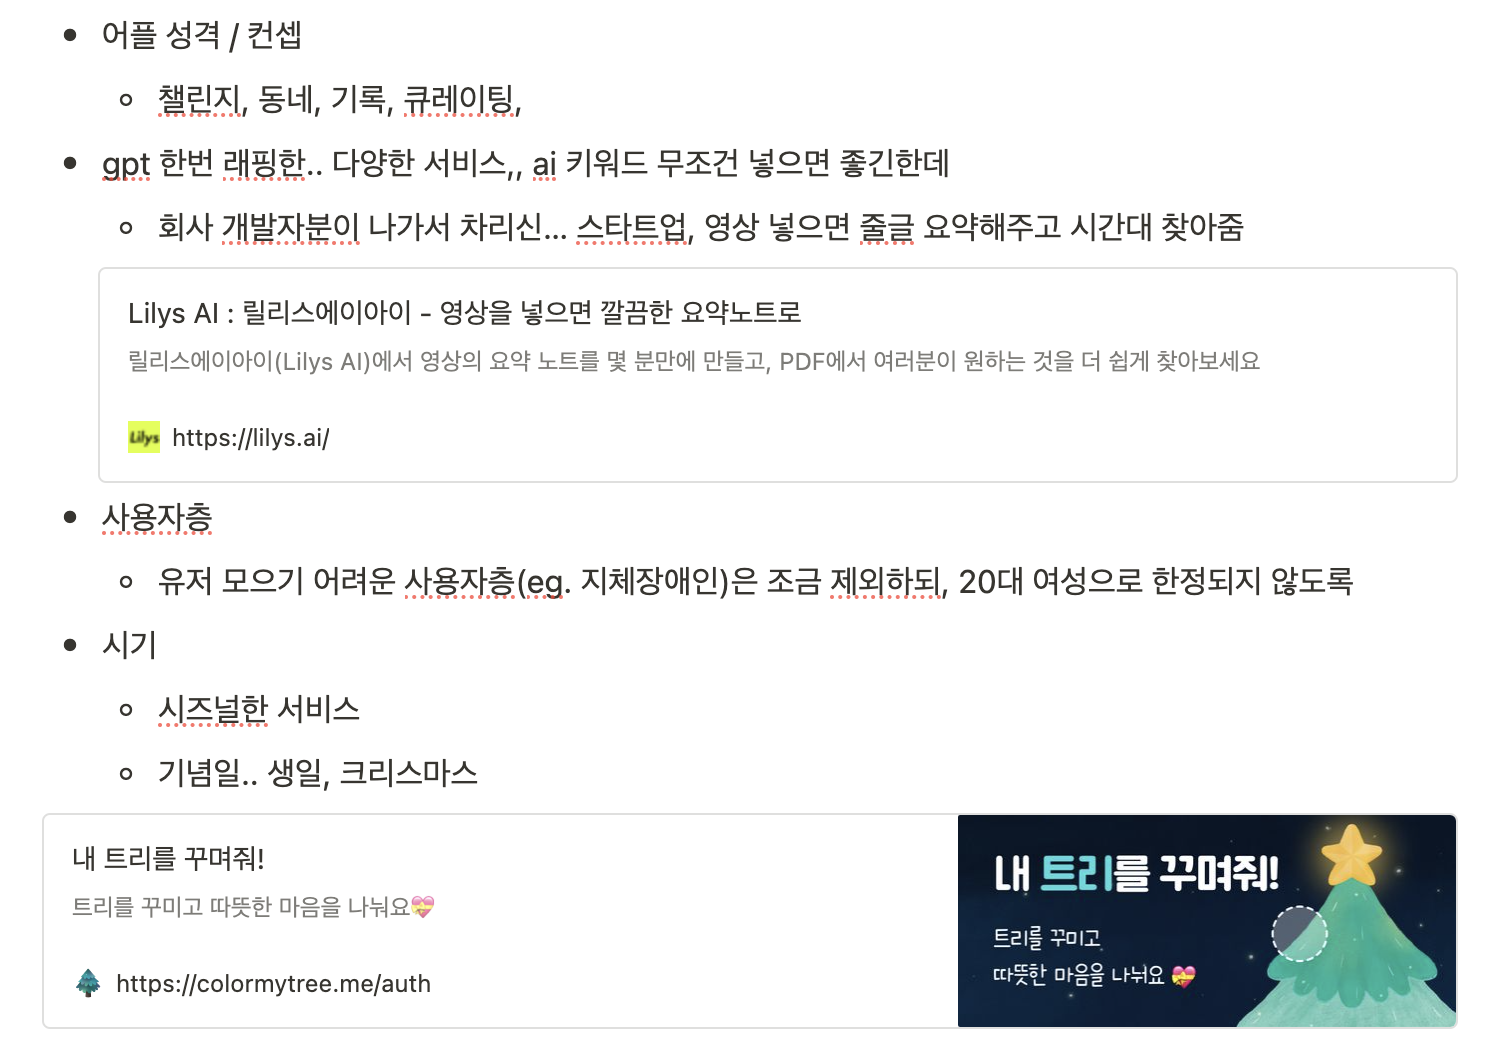 어플 성격 / 컨셉
챌린지, 동네, 기록, 큐레이팅,
gpt 한번 래핑한.. 다양한 서비스,, ai 키워드 무조건 넣으면 좋긴한데
회사 개발자분이 나가서 차리신... 스타트업, 영상 넣으면 줄글 요약해주고 시간대 찾아줌
Lilys AI : 릴리스에이아이 - 영상을 넣으면 깔끔한 요약노트로
릴리스에이아이(Lilys AI)에서 영상의 요약 노트를 몇 분만에 만들고, PDF에서 여러분이 원하는 것을 더 쉽게 찾아보세요
Lilys https://lilys.ai/
사용자층
유저 모으기 어려운 사용자층(eg. 지체장애인)은 조금 제외하되, 20대 여성으로 한정되지 않도록
시기
시즈널한 서비스
기념일.. 생일, 크리스마스
내 트리를 꾸며줘!
트리를 꾸미고 따뜻한 마음을 나눠요💝
https://colormytree.me/auth
내 트리를 꾸며줘!
트리를 꾸미고
따뜻한 마음을 나눠요 💝